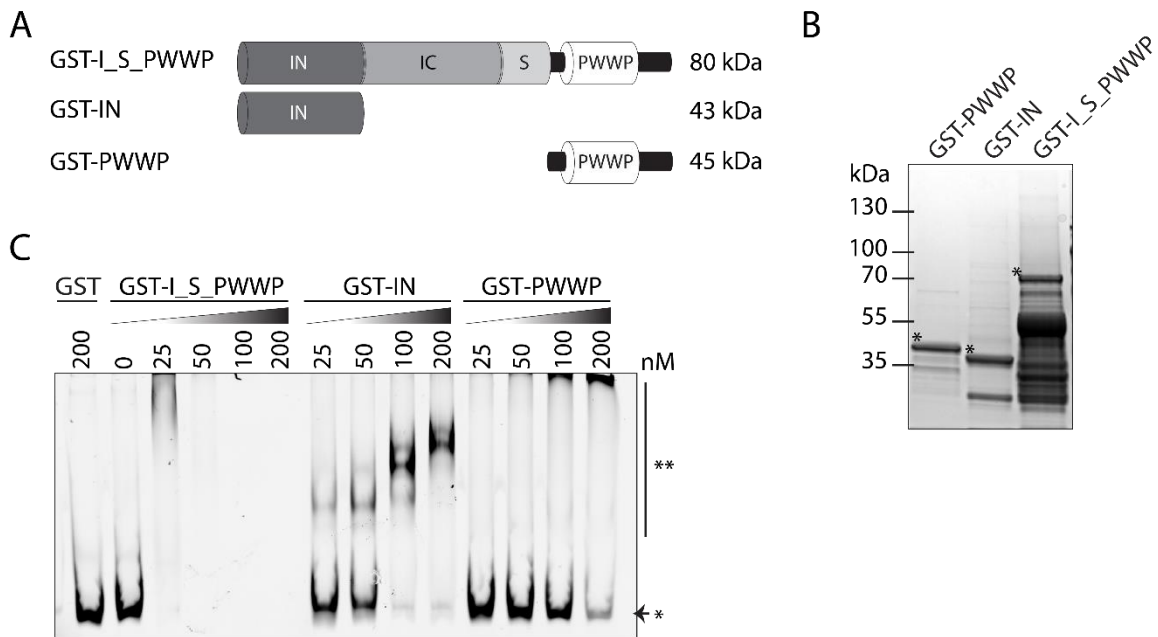 A
GST-I_S_PWWP IN IC S PWWP 80 kDa
GST-IN IN 43 kDa
GST-PWWP PWWP 45 kDa
B
GST-PWWP
GST-IN
GST-I_S_PWWP
kDa
130
100
70 *
55
* *
35
C
GST GST-I_S_PWWP GST-IN GST-PWWP
200 0 25 50 100 200 25 50 100 200 25 50 100 200 nM
**
*